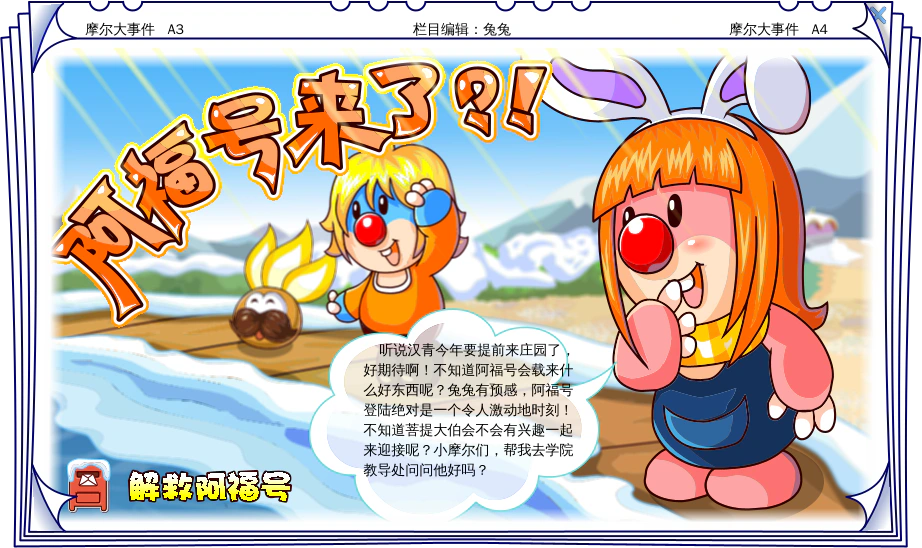 摩尔大事件 A3
栏目编辑：兔兔
摩尔大事件 A4
阿福号来了?!
听说汉青今年要提前来庄园了，
好期待啊！不知道阿福号会载来什
么好东西呢？兔兔有预感，阿福号
登陆绝对是一个令人激动地时刻！
不知道菩提大伯会不会有兴趣一起
来迎接呢？小摩尔们，帮我去学院
教导处问问他好吗？
解救阿福号